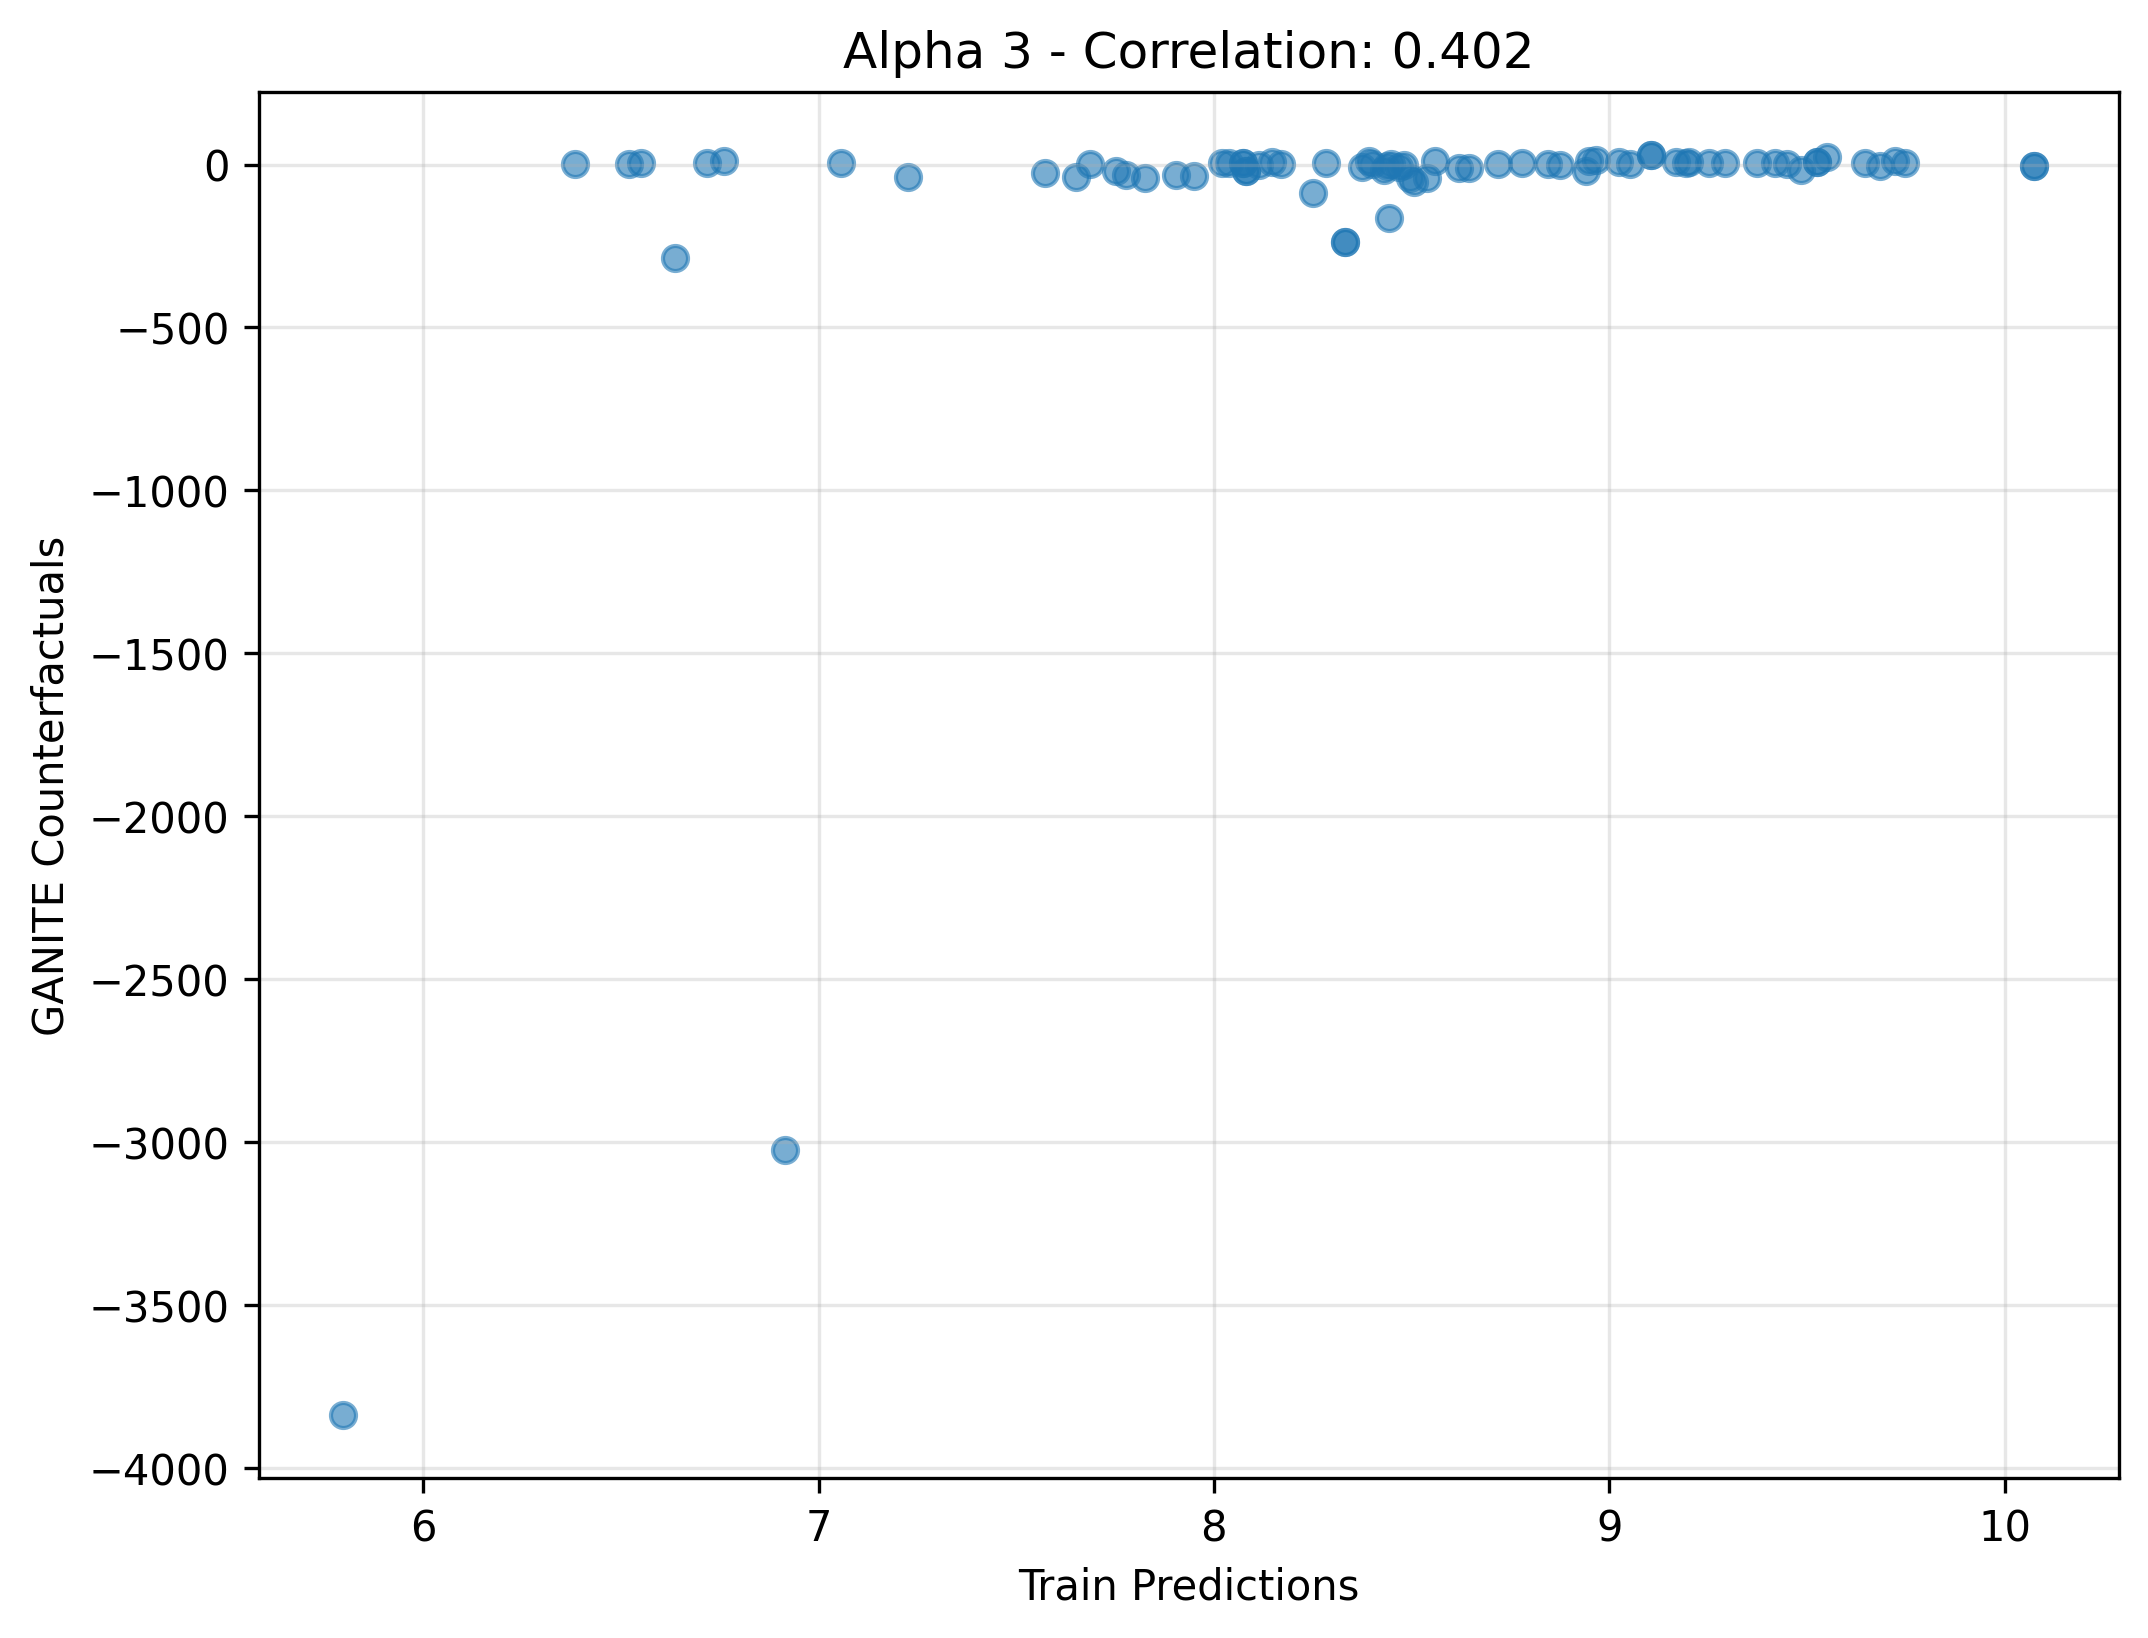 Alpha 3 - Correlation: 0.402
GANITE Counterfactuals
0
−500
−1000
−1500
−2000
−2500
−3000
−3500
−4000
6 7 8 9 10
Train Predictions